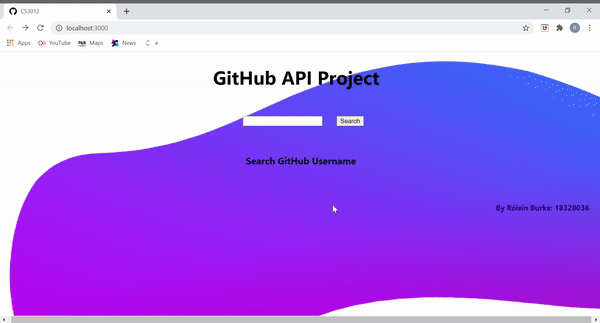 CS3012
localhost:3000
R
Apps
YouTube
Maps
News
e
GitHub API Project
Search
Search GitHub Username
By Róisín Burke: 18328036